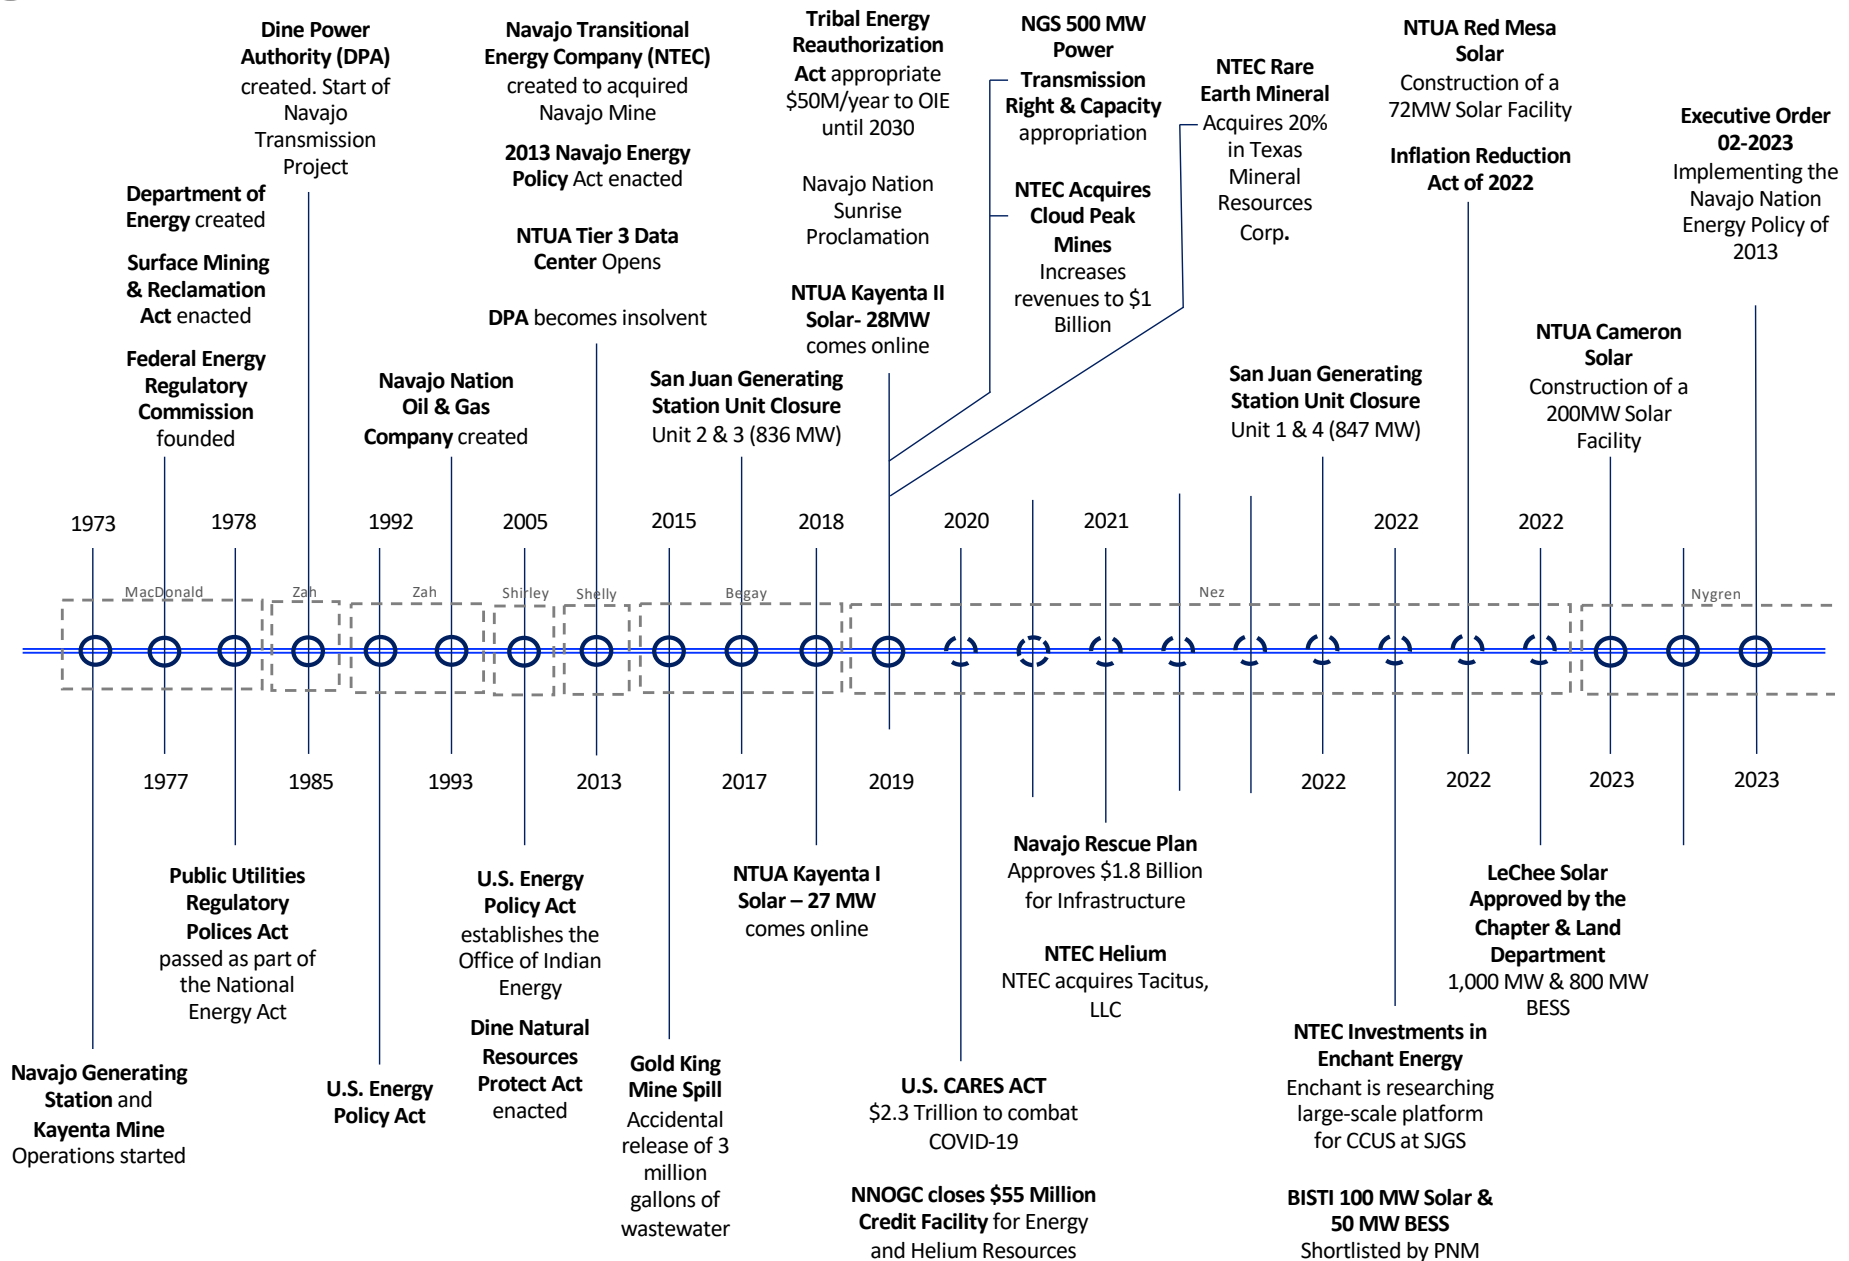 Dine Power
Authority (DPA)
created. Start of
Navajo
Transmission
Project
Navajo Transitional
Energy Company (NTEC)
created to acquired
Navajo Mine
2013 Navajo Energy
Policy Act enacted
NTUA Tier 3 Data
Center Opens
DPA becomes insolvent
Tribal Energy
Reauthorization
Act appropriate
$50M/year to OIE
until 2030
Navajo Nation
Sunrise
Proclamation
NTUA Kayenta II
Solar- 28MW
comes online
NGS 500 MW
Power
Transmission
Right & Capacity
appropriation
NTEC Acquires
Cloud Peak
Mines
Increases
revenues to $1
Billion
NTEC Rare
Earth Mineral
Acquires 20%
in Texas
Mineral
Resources
Corp.
NTUA Red Mesa
Solar
Construction of a
72MW Solar Facility
Inflation Reduction
Act of 2022
Executive Order
02-2023
Implementing the
Navajo Nation
Energy Policy of
2013
Department of
Energy created
Surface Mining
& Reclamation
Act enacted
Federal Energy
Regulatory
Commission
founded
Navajo Nation
Oil & Gas
Company created
San Juan Generating
Station Unit Closure
Unit 2 & 3 (836 MW)
San Juan Generating
Station Unit Closure
Unit 1 & 4 (847 MW)
NTUA Cameron
Solar
Construction of a
200MW Solar
Facility
1973
1978
1992
2005
2015
2018
2020
2021
2022
2022
MacDonald
Zah
Zah
Shirley
Shelly
Begay
Nez
Nygren
1977
1985
1993
2013
2017
2019
2022
2022
2023
2023
Navajo Generating
Station and
Kayenta Mine
Operations started
Public Utilities
Regulatory
Polices Act
passed as part of
the National
Energy Act
U.S. Energy
Policy Act
U.S. Energy
Policy Act
establishes the
Office of Indian
Energy
Dine Natural
Resources
Protect Act
enacted
Gold King
Mine Spill
Accidental
release of 3
million
gallons of
wastewater
NTUA Kayenta I
Solar – 27 MW
comes online
U.S. CARES ACT
$2.3 Trillion to combat
COVID-19
NNOGC closes $55 Million
Credit Facility for Energy
and Helium Resources
Navajo Rescue Plan
Approves $1.8 Billion
for Infrastructure
NTEC Helium
NTEC acquires Tacitus,
LLC
NTEC Investments in
Enchant Energy
Enchant is researching
large-scale platform
for CCUS at SJGS
BISTI 100 MW Solar &
50 MW BESS
Shortlisted by PNM
LeChee Solar
Approved by the
Chapter & Land
Department
1,000 MW & 800 MW
BESS